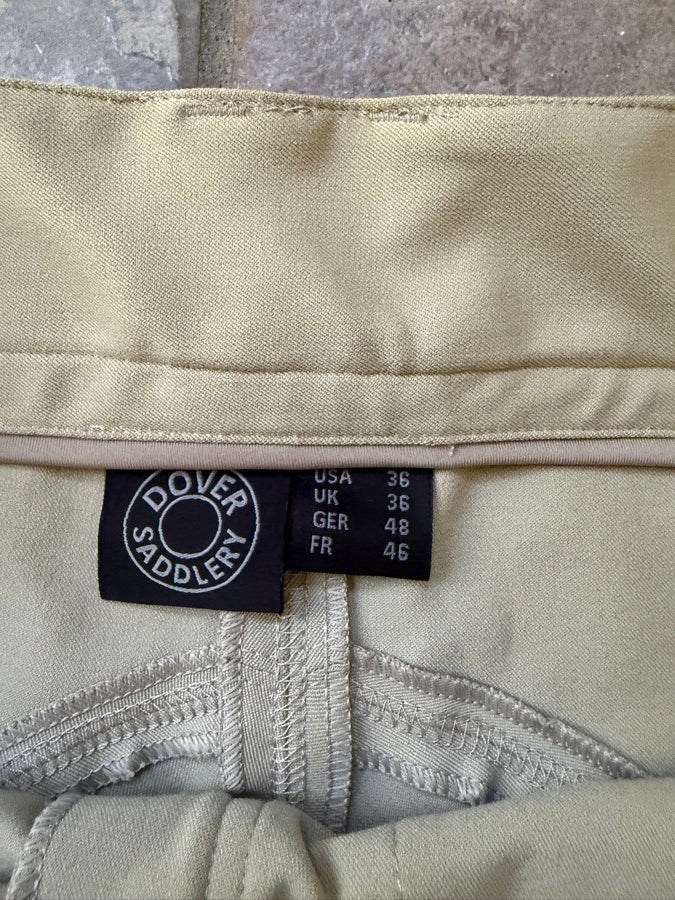 DOVER
SADDLERY
USA 36
UK 36
GER 48
FR 46